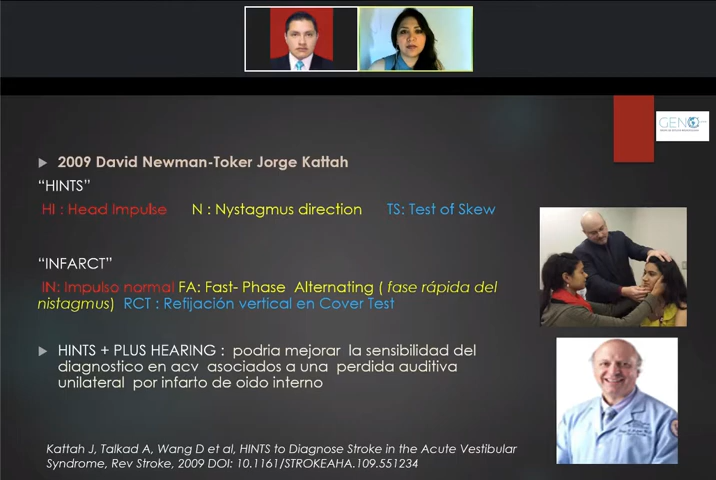 GENO
2009 David Newman-Toker Jorge Kattah
“HINTS”
HI : Head Impulse N : Nystagmus direction TS: Test of Skew
“INFARCT”
IN: Impulso normal FA: Fast- Phase Alternating ( fase rápida del
nistagmus) RCT : Refijación vertical en Cover Test
HINTS + PLUS HEARING : podria mejorar la sensibilidad del
diagnostico en acv asociados a una perdida auditiva
unilateral por infarto de oido interno
Kattah J, Talkad A, Wang D et al, HINTS to Diagnose Stroke in the Acute Vestibular
Syndrome, Rev Stroke, 2009 DOI: 10.1161/STROKEAHA.109.551234